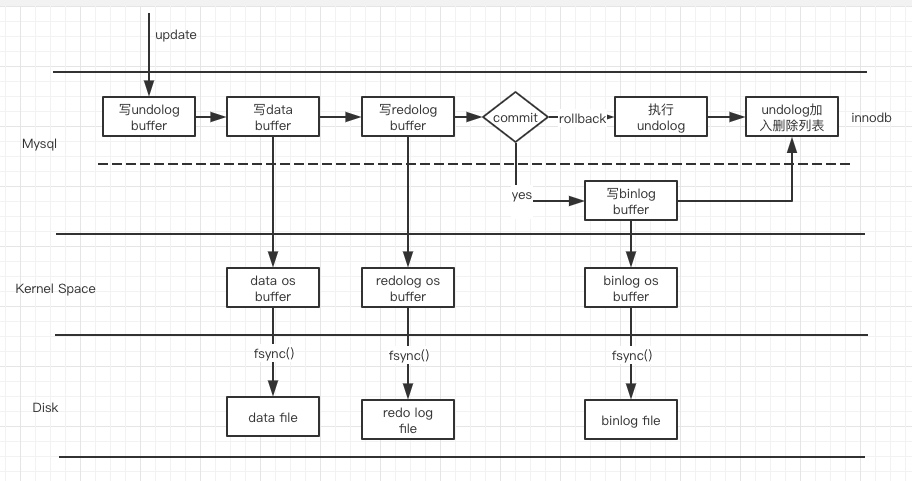 update
写undolog
buffer
写data
buffer
写redolog
buffer
commit
rollback
执行
undolog
undolog加
入删除列表
innodb
Mysql
yes
写binlog
buffer
Kernel Space
data os
buffer
redolog os
buffer
binlog os
buffer
fsync()
fsync()
fsync()
Disk
data file
redo log
file
binlog file